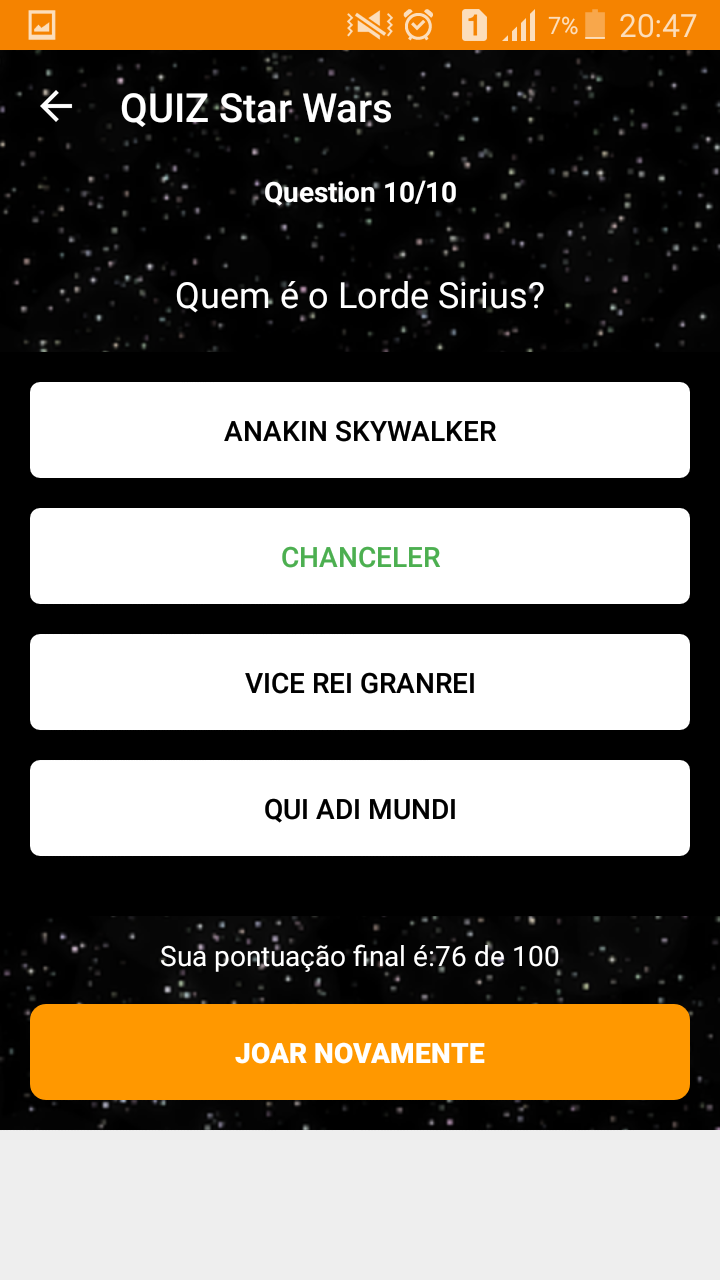 1 7% 20:47
QUIZ Star Wars
Question 10/10
Quem é o Lorde Sirius?
ANAKIN SKYWALKER
CHANCELER
VICE REI GRANREI
QUI ADI MUNDI
Sua pontuação final é:76 de 100
JOAR NOVAMENTE